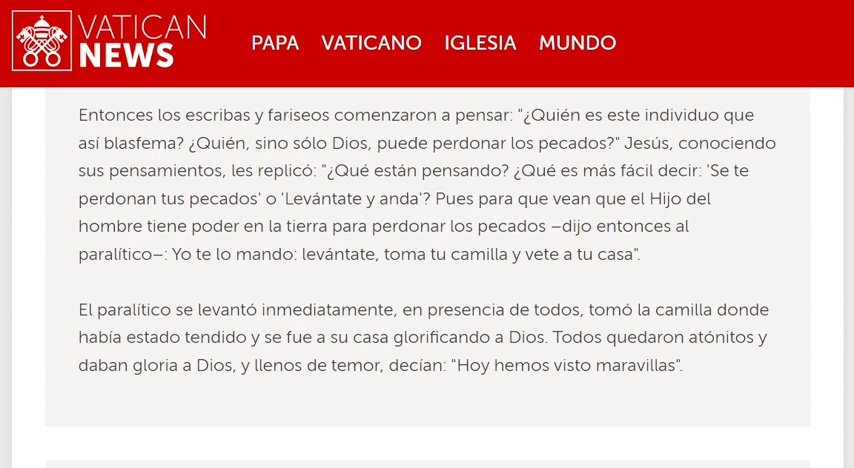 VATICAN
NEWS
PAPA VATICANO IGLESIA MUNDO
Entonces los escribas y fariseos comenzaron a pensar: "¿Quién es este individuo que
así blasfema? ¿Quién, sino sólo Dios, puede perdonar los pecados?" Jesús, conociendo
sus pensamientos, les replicó: "¿Qué están pensando? ¿Qué es más fácil decir: 'Se te
perdonan tus pecados' o 'Levántate y anda'? Pues para que vean que el Hijo del
hombre tiene poder en la tierra para perdonar los pecados –dijo entonces al
paralítico–: Yo te lo mando: levántate, toma tu camilla y vete a tu casa".
El paralítico se levantó inmediatamente, en presencia de todos, tomó la camilla donde
había estado tendido y se fue a su casa glorificando a Dios. Todos quedaron atónitos y
daban gloria a Dios, y llenos de temor, decían: "Hoy hemos visto maravillas".